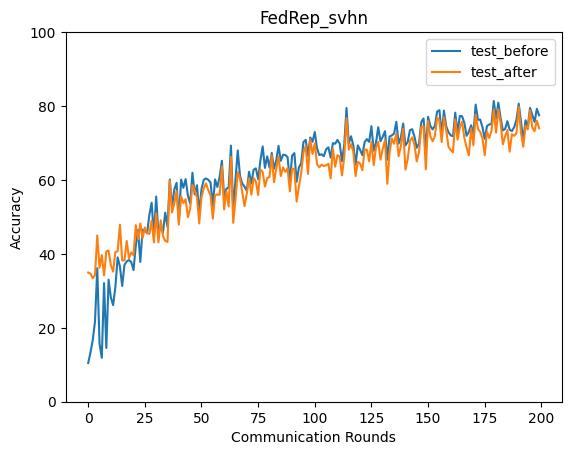 FedRep_svhn
test_before
test_after
Accuracy
100
80
60
40
20
0
0 25 50 75 100 125 150 175 200
Communication Rounds